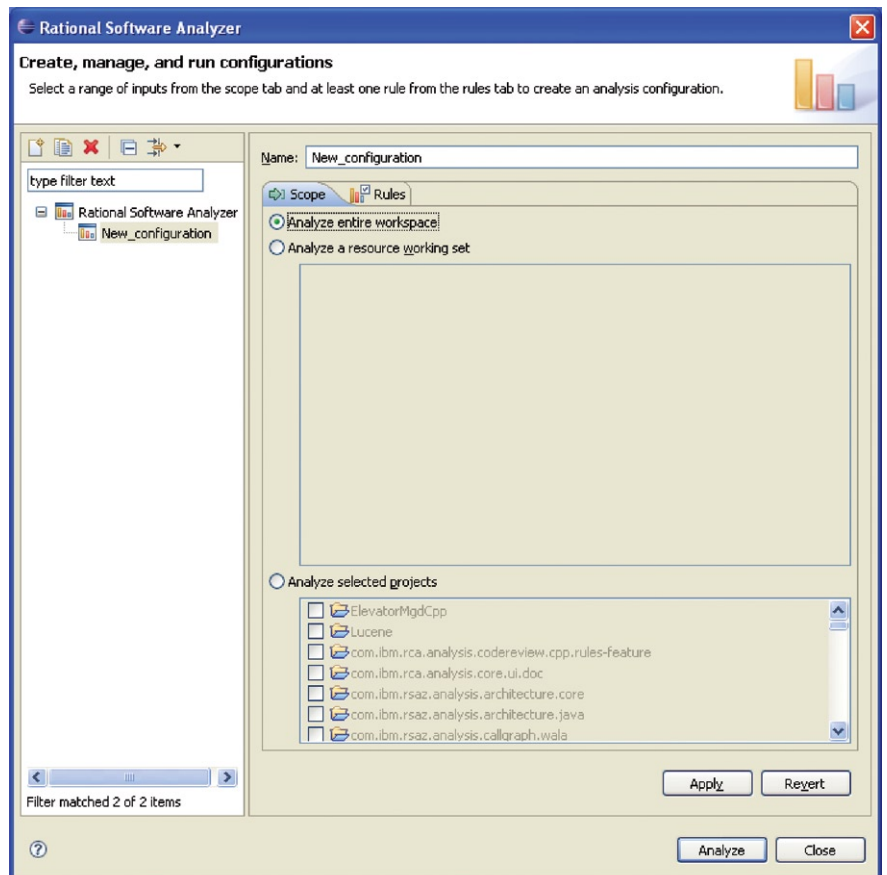 Rational Software Analyzer
Create, manage, and run configurations
Select a range of inputs from the scope tab and at least one rule from the rules tab to create an analysis configuration.
type filter text
Rational Software Analyzer
New_configuration
Filter matched 2 of 2 items
Name: New_configuration
Scope Rules
Analyze entire workspace
Analyze a resource working set
Analyze selected projects
ElevatorMgdCpp
Lucene
com.ibm.rca.analysis.codereview.cpp.rules-feature
com.ibm.rca.analysis.core.ui.doc
com.ibm.rsaz.analysis.architecture.core
com.ibm.rsaz.analysis.architecture.java
com.ibm.rsaz.analysis.callgraph.wala
Apply Revert
Analyze Close